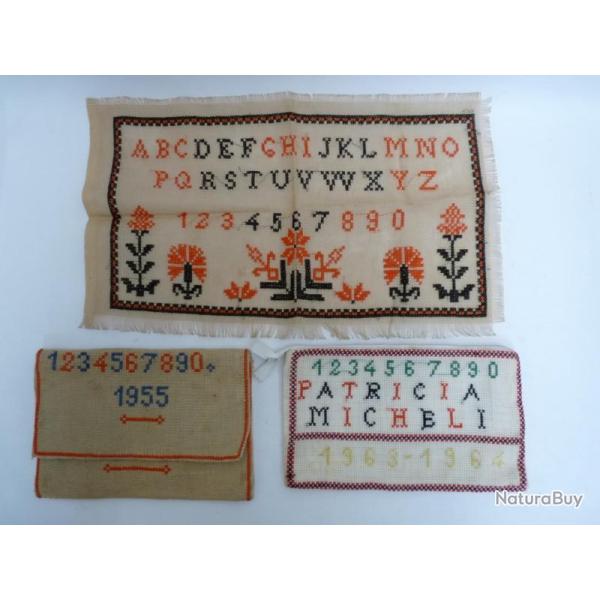 ABCDEFGHIJKLMNO
PQRSTUVWXYZ
1234567890
1234567890
1955
1234567890
PATRICIA
MICHELI
1963-1964
NaturaBuy